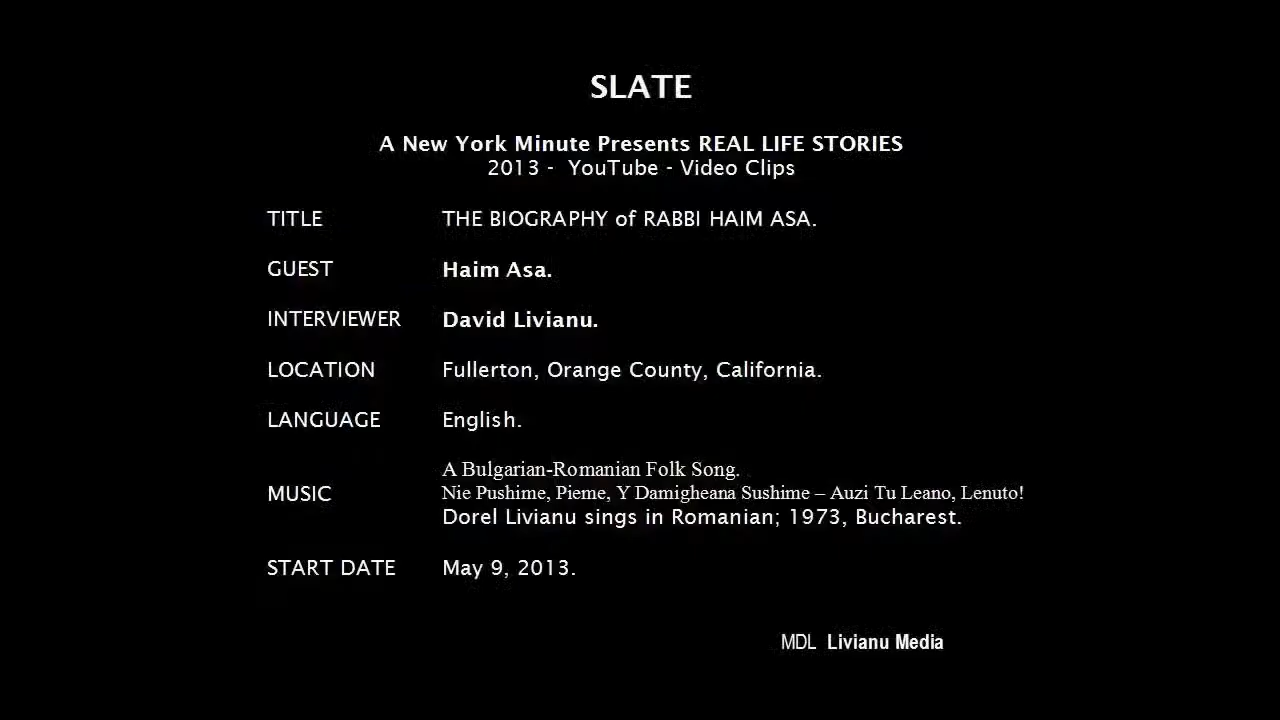 SLATE
A New York Minute Presents REAL LIFE STORIES
2013 - YouTube - Video Clips
TITLE THE BIOGRAPHY of RABBI HAIM ASA.
GUEST Haim Asa.
INTERVIEWER David Livianu.
LOCATION Fullerton, Orange County, California.
LANGUAGE English.
MUSIC A Bulgarian-Romanian Folk Song.
Nie Pushime, Pieme, Y Damigheana Sushime – Auzi Tu Leano, Lenuto!
Dorel Livianu sings in Romanian; 1973, Bucharest.
START DATE May 9, 2013.
MDL Livianu Media